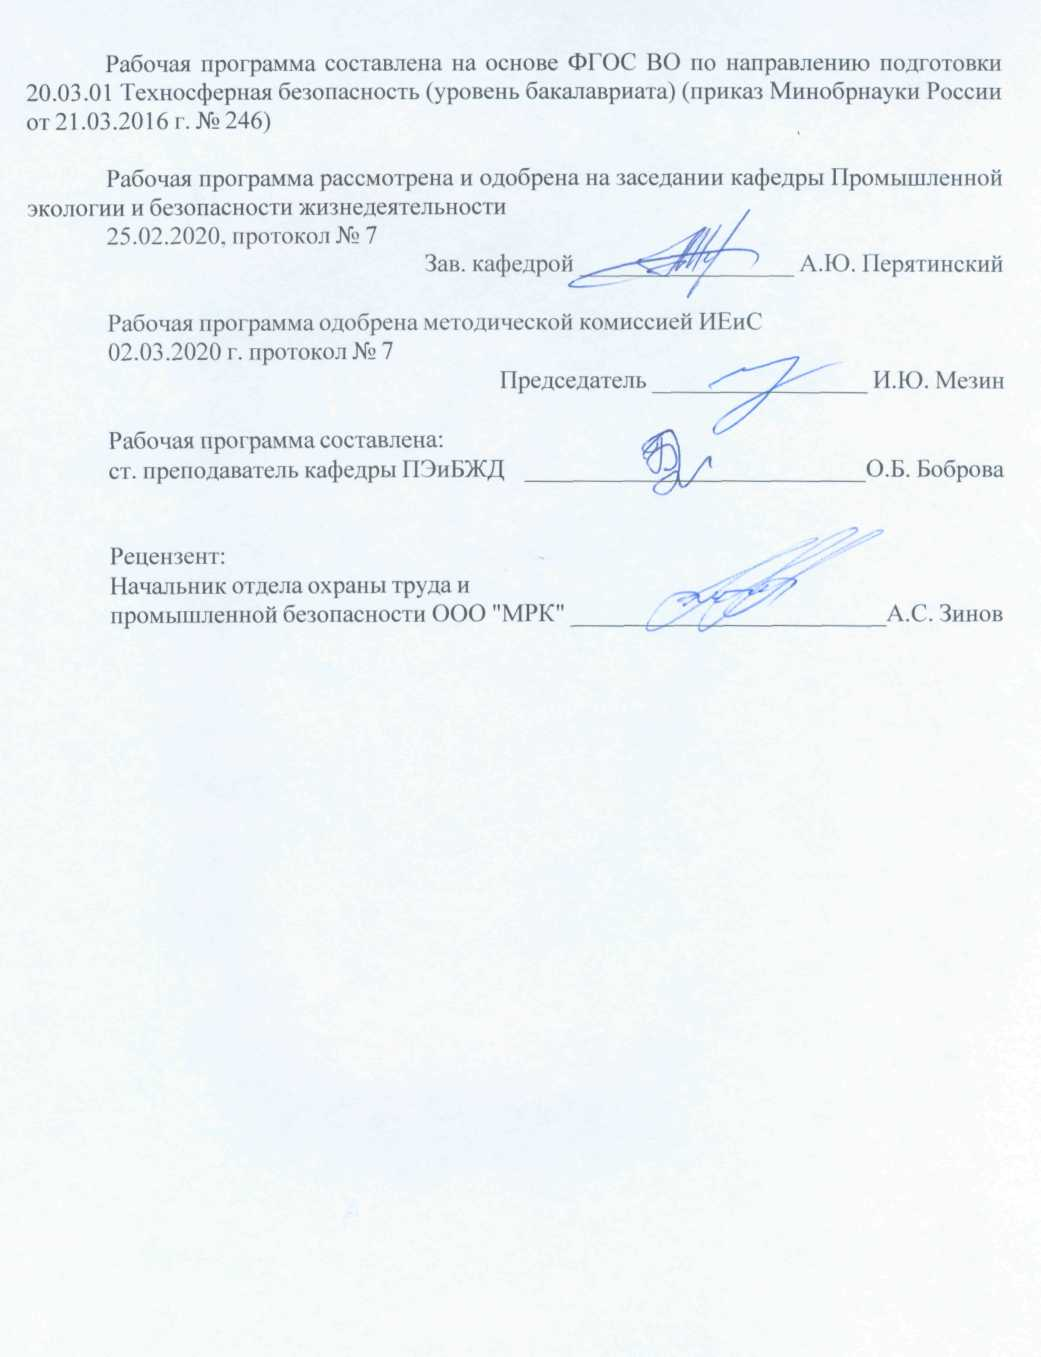 Рабочая программа составлена на основе ФГОС ВО по направлению подготовки
20.03.01 Техносферная безопасность (уровень бакалавриата) (приказ Минобрнауки России
от 21.03.2016 г. № 246)
Рабочая программа рассмотрена и одобрена на заседании кафедры Промышленной
экологии и безопасности жизнедеятельности
25.02.2020, протокол № 7
Зав. кафедрой _________________ А.Ю. Перятинский
Рабочая программа одобрена методической комиссией ИЕиС
02.03.2020 г. протокол № 7
Председатель _________________ И.Ю. Мезин
Рабочая программа составлена:
ст. преподаватель кафедры ПЭиБЖД ___________________________О.Б. Боброва
Рецензент:
Начальник отдела охраны труда и
промышленной безопасности ООО "МРК" _________________________А.С. Зинов